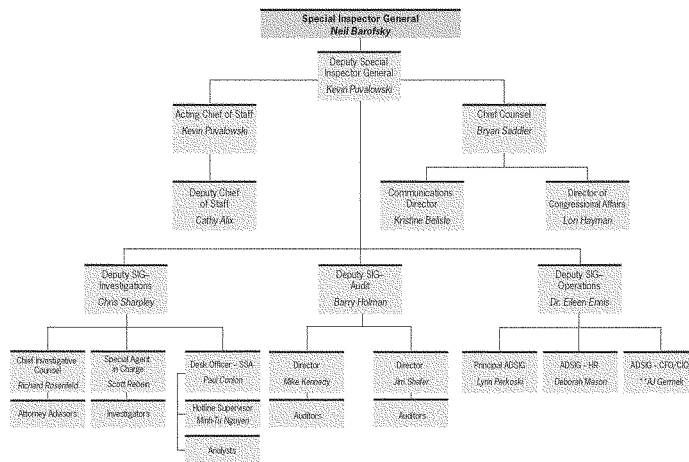 Special Inspector General
Neil Barofsky
Deputy Special
Inspector General
Kevin Puvalowski
Acting Chief of Staff
Kevin Puvalowski
Chief Counsel
Bryan Saddler
Deputy Chief
of Staff
Cathy Alix
Communications
Director
Kristine Belisle
Director of
Congressional Affairs
Lori Hayman
Deputy SIG–
Investigations
Chris Sharpley
Deputy SIG–
Audit
Barry Holman
Deputy SIG–
Operations
Dr. Eileen Ennis
Chief Investigative
Counsel
Richard Rosenfeld
Special Agent
in Charge
Scott Rebein
Desk Officer – SSA
Paul Conlon
Director
Mike Kennedy
Director
Jim Shafer
Principal ADSIG
Lynn Perkoski
ADSIG – HR
Deborah Mason
ADSIG – CFO/CIO
**AJ Germek
Attorney Advisors
Investigators
Hotline Supervisor
Minh-Tu Nguyen
Auditors
Auditors
Analysts